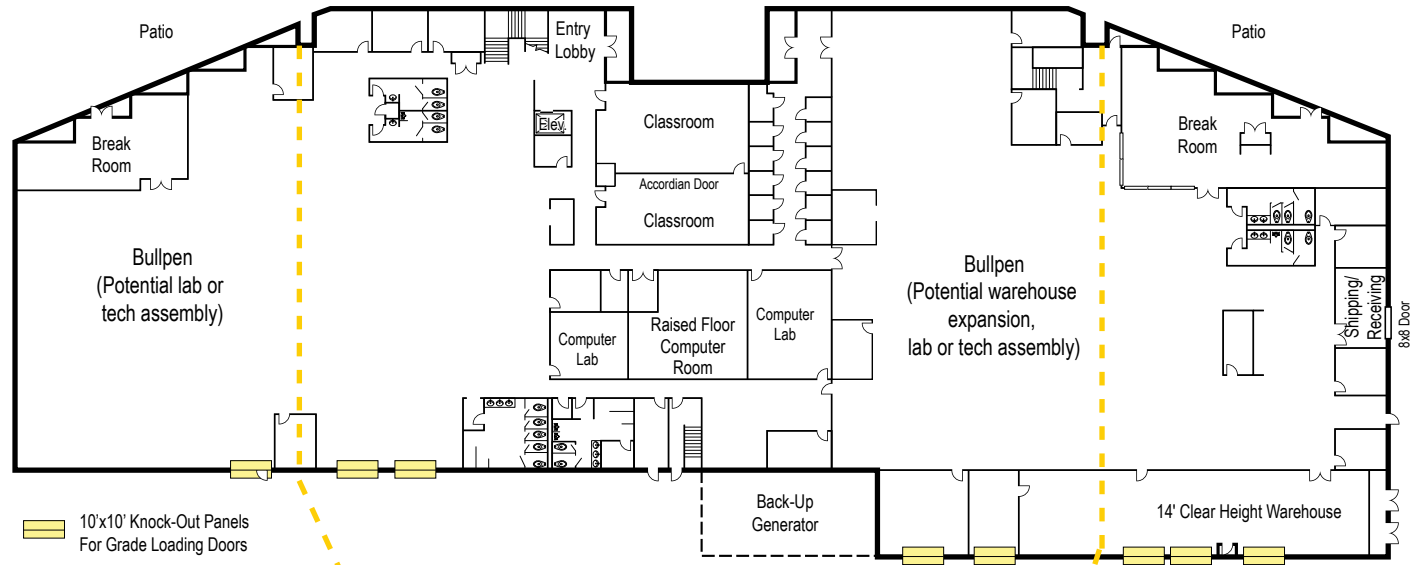 Patio
Entry
Lobby
Patio
Elev.
Classroom
Break
Room
Break
Room
Accordian Door
Classroom
Bullpen
(Potential lab or
tech assembly)
Bullpen
(Potential warehouse
expansion,
lab or tech assembly)
Shipping/
Receiving
8x8 Door
Computer
Lab
Raised Floor
Computer
Room
Computer
Lab
Back-Up
Generator
14' Clear Height Warehouse
10'x10' Knock-Out Panels
For Grade Loading Doors